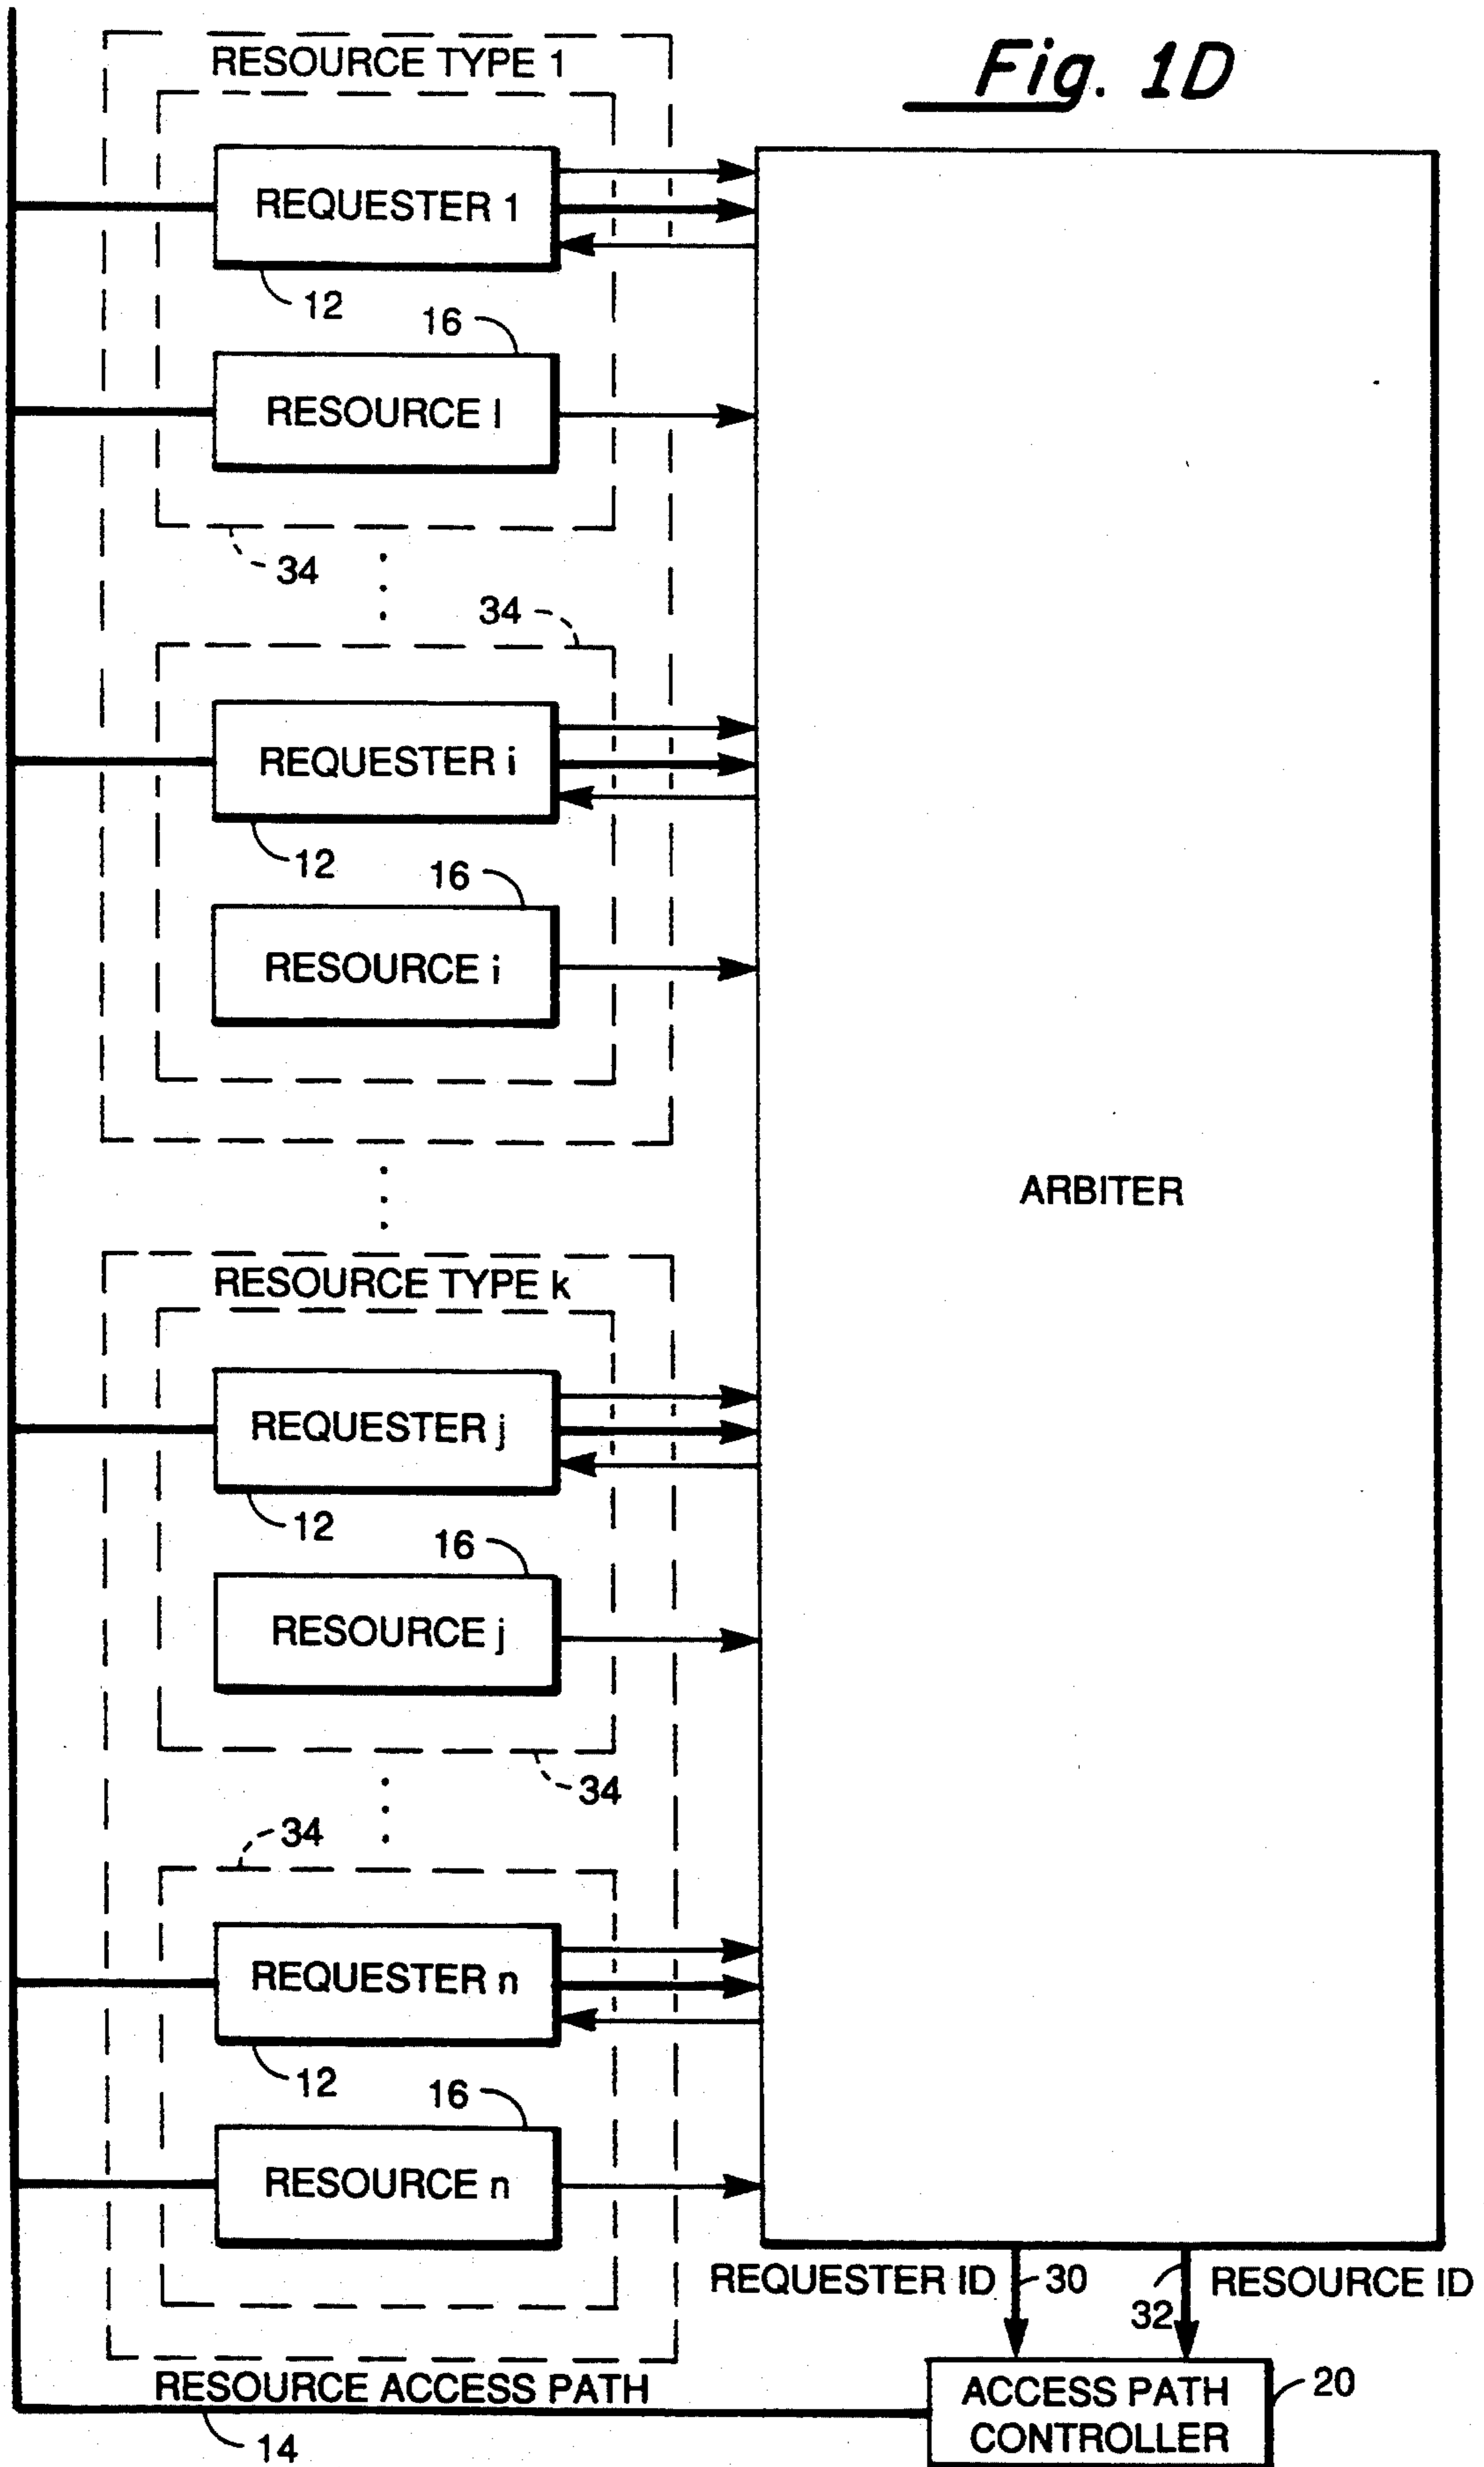 Fig. 1D
RESOURCE TYPE 1
REQUESTER 1
12
16
RESOURCE I
34
34
REQUESTER i
12
16
RESOURCE i
ARBITER
RESOURCE TYPE k
REQUESTER j
12
16
RESOURCE j
34
34
REQUESTER n
12
16
RESOURCE n
REQUESTER ID
30
32
RESOURCE ID
RESOURCE ACCESS PATH
14
ACCESS PATH
CONTROLLER
20